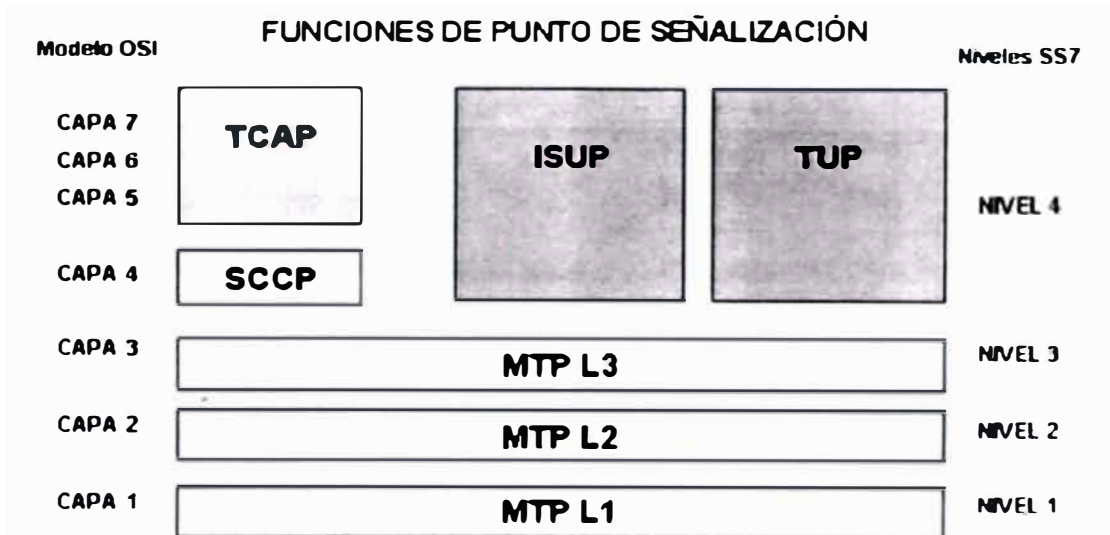 FUNCIONES DE PUNTO DE SEÑALIZACIÓN
Modelo OSI
Niveles SS7
CAPA 7
TCAP
ISUP
TUP
CAPA 6
CAPA 5
NIVEL 4
CAPA 4
SCCP
CAPA 3
MTP L3
NIVEL 3
CAPA 2
MTP L2
NIVEL 2
CAPA 1
MTP L1
NIVEL 1